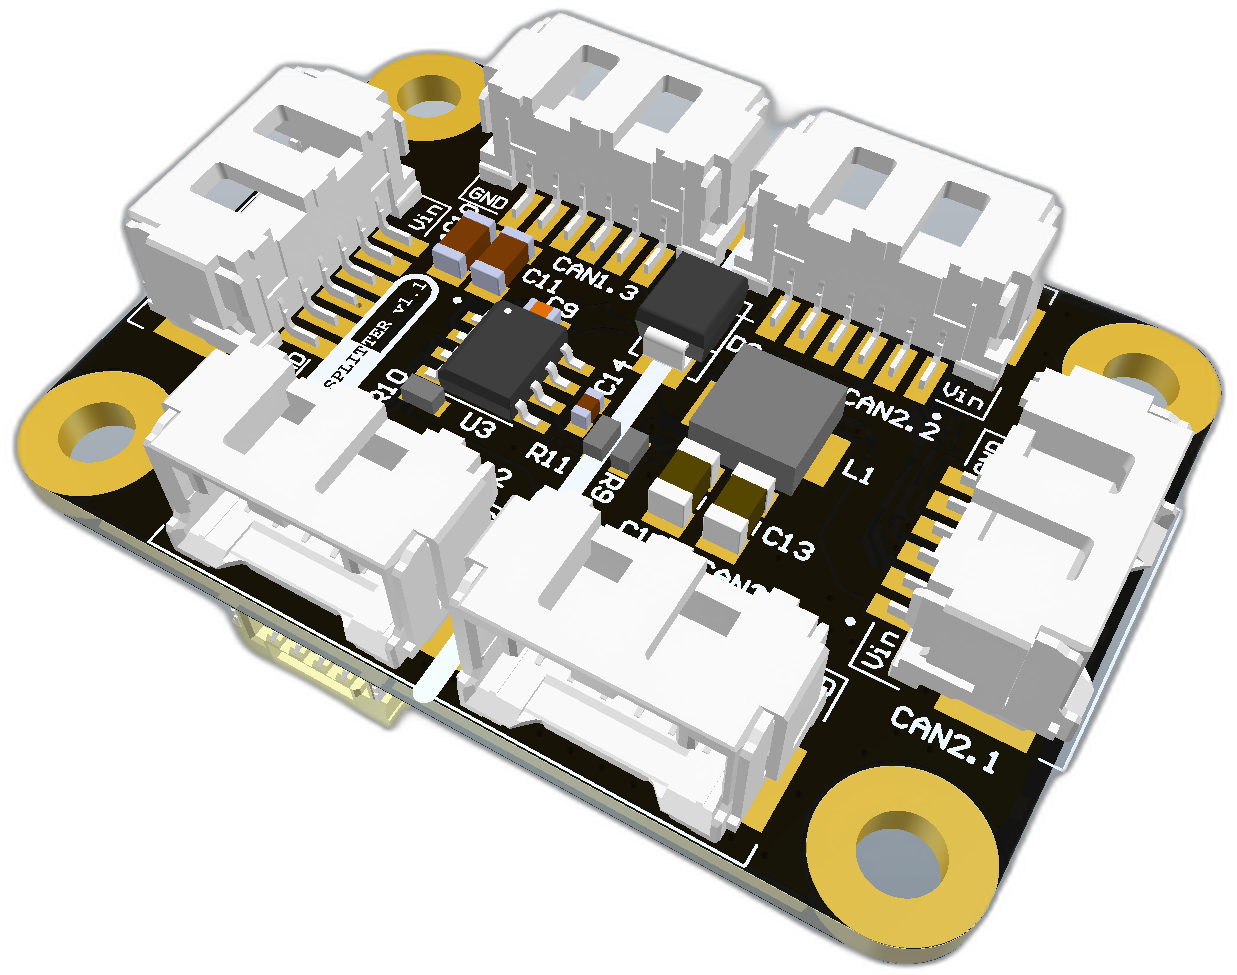 GND
Vin
C11
CAN1.3
C9
SPLITTER v1.1
R10
U3
C14
R11
R9
CAN2.2
Vin
L1
C13
Vin
CAN2.1